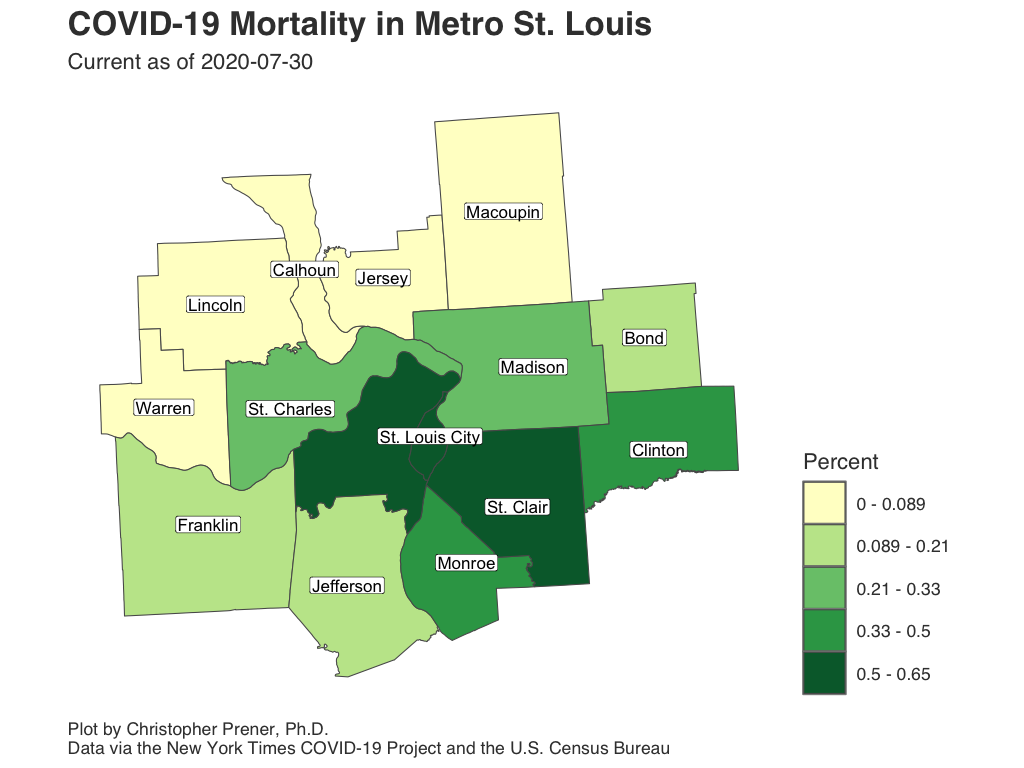 COVID-19 Mortality in Metro St. Louis
Current as of 2020-07-30
Macoupin
Calhoun
Jersey
Lincoln
Bond
Madison
Warren
St. Charles
St. Louis City
Clinton
St. Clair
Franklin
Monroe
Jefferson
Percent
0 - 0.089
0.089 - 0.21
0.21 - 0.33
0.33 - 0.5
0.5 - 0.65
Plot by Christopher Prener, Ph.D.
Data via the New York Times COVID-19 Project and the U.S. Census Bureau